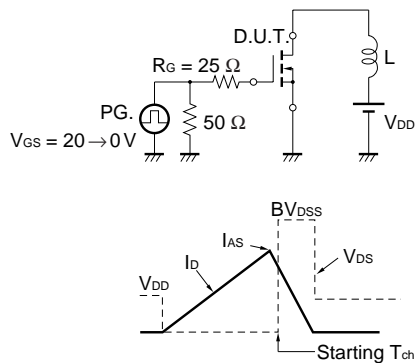 D.U.T.
RG = 25 Ω
L
PG.
50 Ω
VDD
VGS = 20 → 0 V
BVDSS
IAS
ID
VDS
VDD
Starting Tch